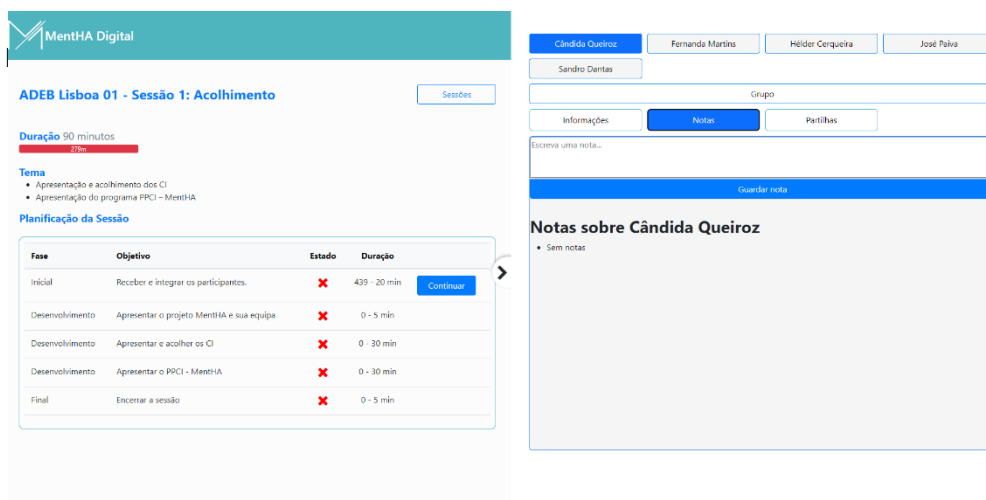 MentHA Digital
ADEB Lisboa 01 - Sessão 1: Acolhimento
Sessões
Duração 90 minutos
279m
Tema
• Apresentação e acolhimento dos CI
• Apresentação do programa PPCI – MentHA
Planificação da Sessão
Fase Objetivo Estado Duração
Inicial Receber e integrar os participantes. 439 - 20 min Continuar
Desenvolvimento Apresentar o projeto MentHA e sua equipa 0 - 5 min
Desenvolvimento Apresentar e acolher os CI 0 - 30 min
Desenvolvimento Apresentar o PPCI - MentHA 0 - 30 min
Final Encerrar a sessão 0 - 5 min
Cândida Queiroz Fernanda Martins Hélder Cerqueira José Paiva
Sandro Dantas
Grupo
Informações Notas Partilhas
Escreva uma nota...
Guardar nota
Notas sobre Cândida Queiroz
• Sem notas